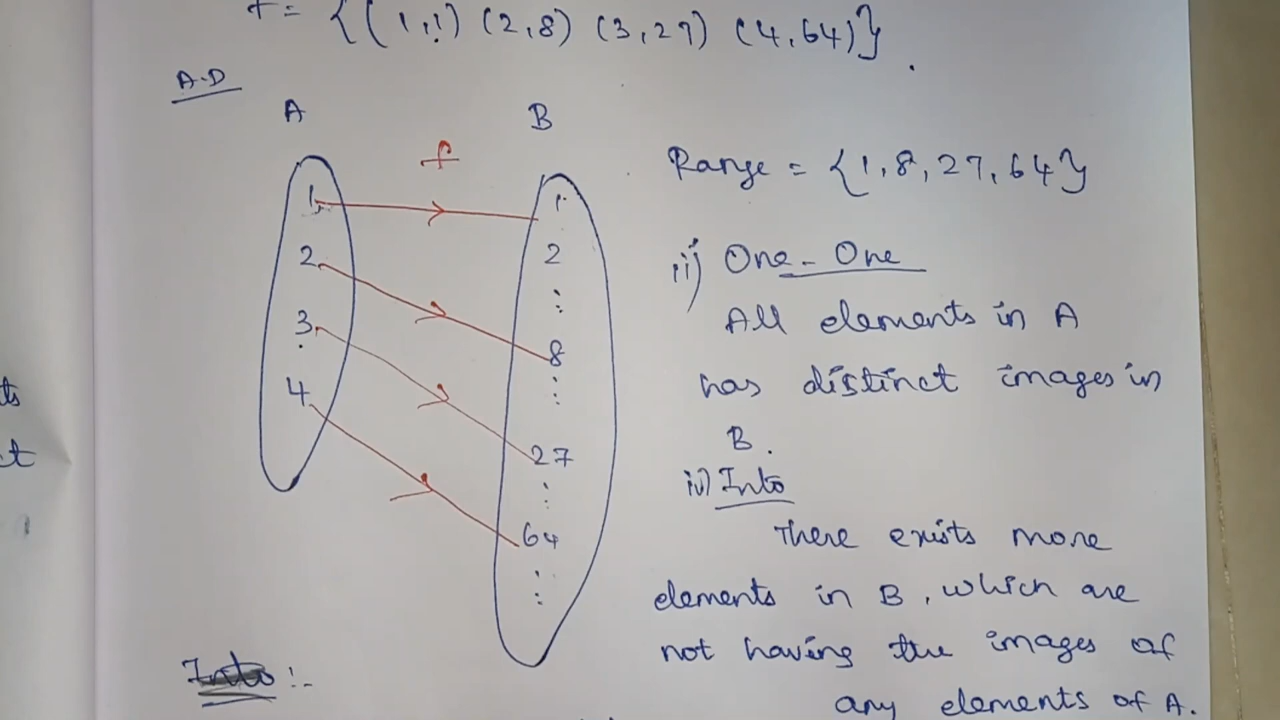 f = {(1,1) (2,8) (3,27) (4,64)}.
A.D
A
B
f
1
2
3
4
1
2
:
8
:
27
:
64
:
Range = {1,8,27,64}
ii) One-One
All elements in A
has distinct images in
B.
iv) Into
There exists more
elements in B, which are
not having the images of
any elements of A.
Into :-